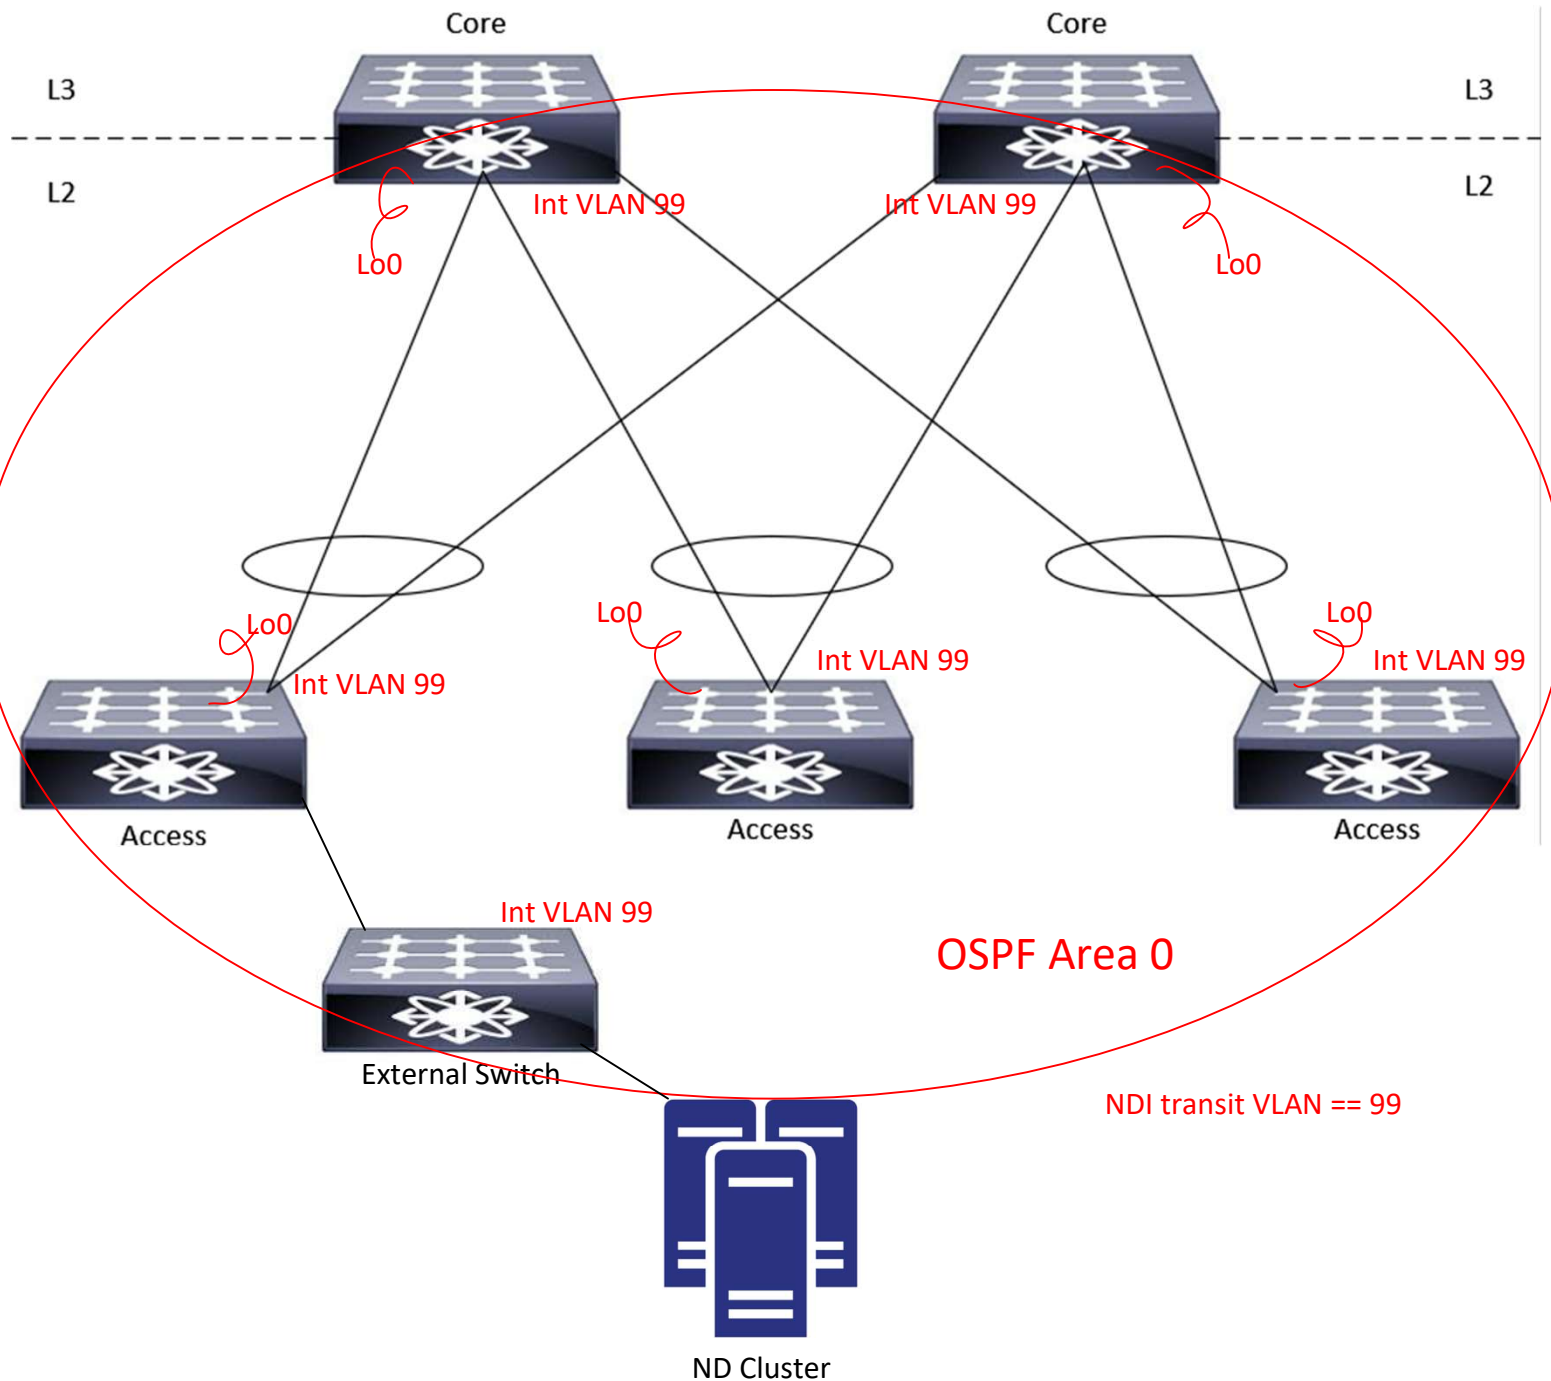 Core
Core
L3
L3
L2
L2
Int VLAN 99
Int VLAN 99
Lo0
Lo0
Lo0
Lo0
Lo0
Int VLAN 99
Int VLAN 99
Int VLAN 99
Access
Access
Access
Int VLAN 99
OSPF Area 0
External Switch
NDI transit VLAN == 99
ND Cluster